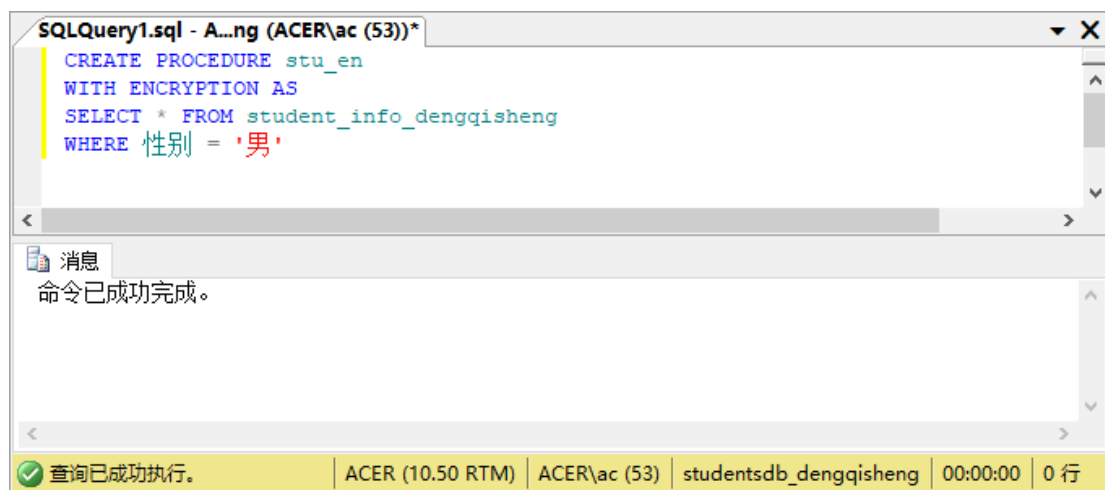 SQLQuery1.sql - A...ng (ACER\ac (53))*
CREATE PROCEDURE stu_en
WITH ENCRYPTION AS
SELECT * FROM student_info_dengqisheng
WHERE 性别 = '男'
消息
命令已成功完成。
查询已成功执行。 ACER (10.50 RTM) ACER\ac (53) studentsdb_dengqisheng 00:00:00 0 行